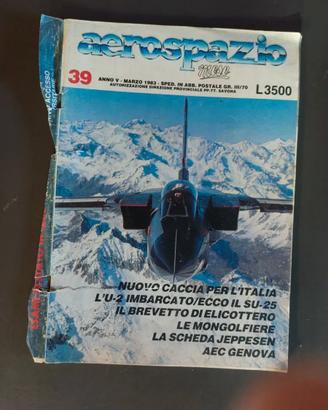 aerospazio
mese
39
ANNO V - MARZO 1983 - SPED. IN ABB. POSTALE GR. III/70
AUTORIZZAZIONE DIREZIONE PROVINCIALE PP.TT. SAVONA
L3500
NUOVO CACCIA PER L'ITALIA
L'U-2 IMBARCATO/ECCO IL SU-25
IL BREVETTO DI ELICOTTERO
LE MONGOLFIERE
LA SCHEDA JEPPESEN
AEC GENOVA